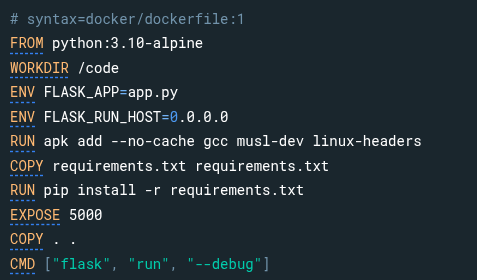 # syntax=docker/dockerfile:1
FROM python:3.10-alpine
WORKDIR /code
ENV FLASK_APP=app.py
ENV FLASK_RUN_HOST=0.0.0.0
RUN apk add --no-cache gcc musl-dev linux-headers
COPY requirements.txt requirements.txt
RUN pip install -r requirements.txt
EXPOSE 5000
COPY . .
CMD ["flask", "run", "--debug"]